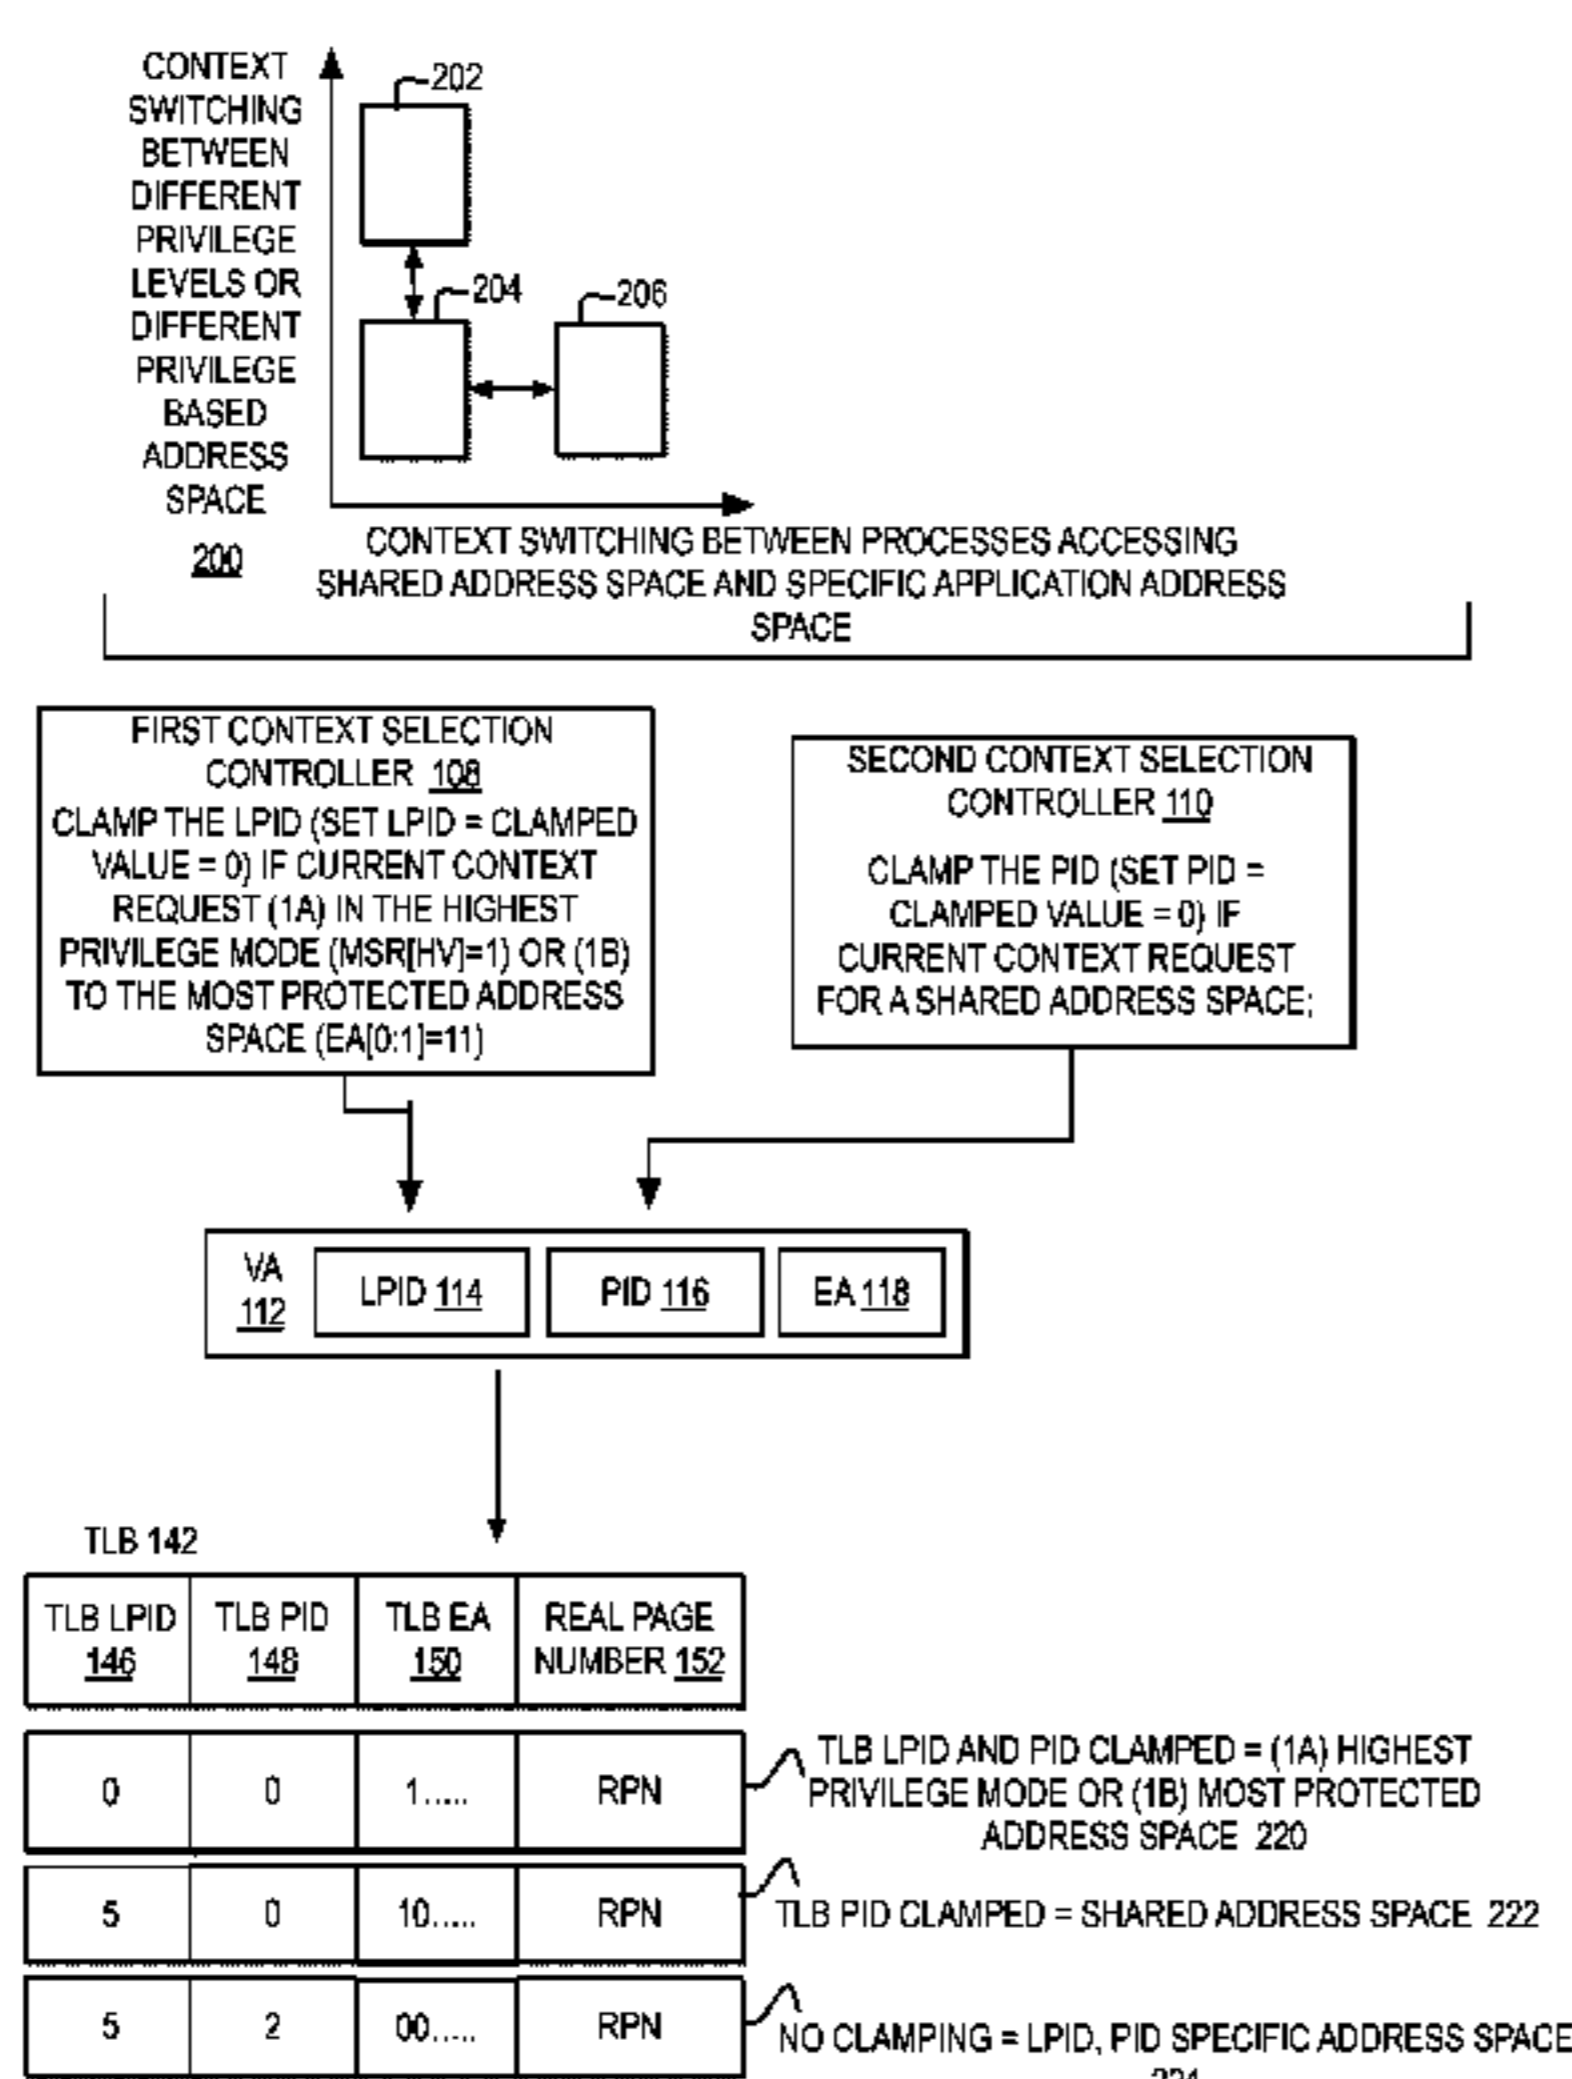 CONTEXT
SWITCHING
BETWEEN
DIFFERENT
PRIVILEGE
LEVELS OR
DIFFERENT
PRIVILEGE
BASED
ADDRESS
SPACE
200
202
204
206
CONTEXT SWITCHING BETWEEN PROCESSES ACCESSING
SHARED ADDRESS SPACE AND SPECIFIC APPLICATION ADDRESS
SPACE
FIRST CONTEXT SELECTION
CONTROLLER 108
CLAMP THE LPID (SET LPID = CLAMPED
VALUE = 0) IF CURRENT CONTEXT
REQUEST (1A) IN THE HIGHEST
PRIVILEGE MODE (MSR[HV]=1) OR (1B)
TO THE MOST PROTECTED ADDRESS
SPACE (EA[0:1]=11)
SECOND CONTEXT SELECTION
CONTROLLER 110
CLAMP THE PID (SET PID =
CLAMPED VALUE = 0) IF
CURRENT CONTEXT REQUEST
FOR A SHARED ADDRESS SPACE;
VA
112
LPID 114
PID 116
EA 118
TLB 142
TLB LPID
146
TLB PID
148
TLB EA
150
REAL PAGE
NUMBER 152
0 0 1..... RPN
TLB LPID AND PID CLAMPED = (1A) HIGHEST
PRIVILEGE MODE OR (1B) MOST PROTECTED
ADDRESS SPACE 220
5 0 10..... RPN
TLB PID CLAMPED = SHARED ADDRESS SPACE 222
5 2 00..... RPN
NO CLAMPING = LPID, PID SPECIFIC ADDRESS SPACE